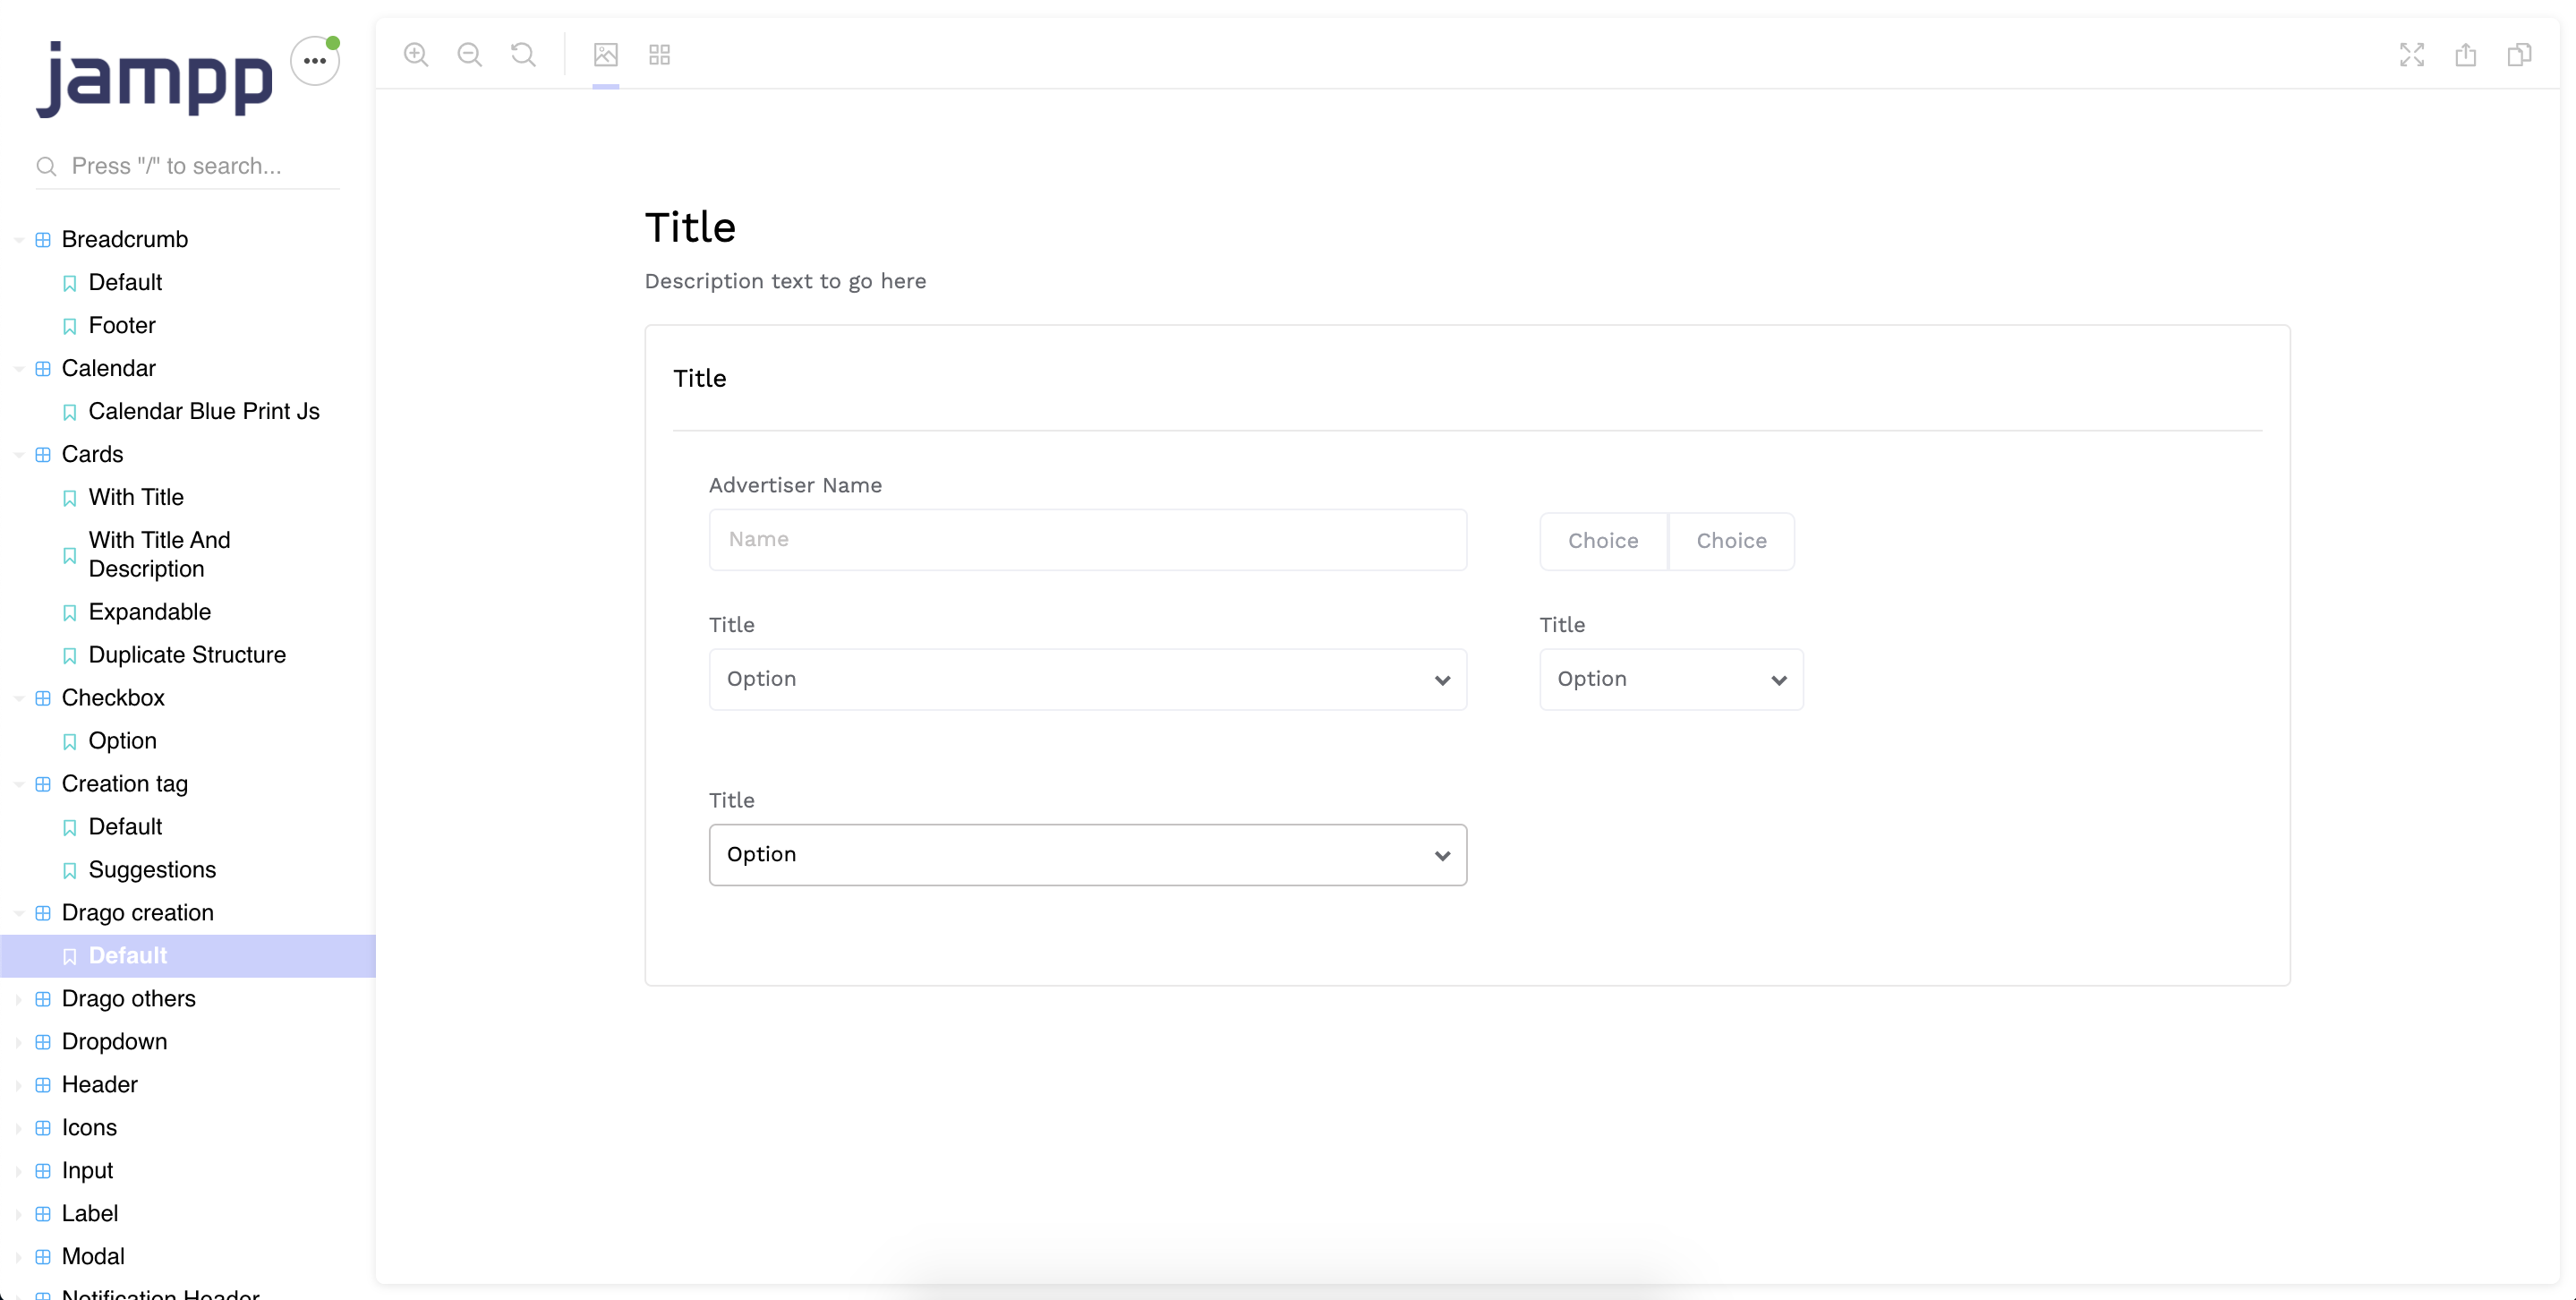 jampp
Press "/" to search...
Breadcrumb
Default
Footer
Calendar
Calendar Blue Print Js
Cards
With Title
With Title And
Description
Expandable
Duplicate Structure
Checkbox
Option
Creation tag
Default
Suggestions
Drago creation
Default
Drago others
Dropdown
Header
Icons
Input
Label
Modal
Notification Header
Title
Description text to go here
Title
Advertiser Name
Name
Choice Choice
Title Title
Option Option
Title
Option